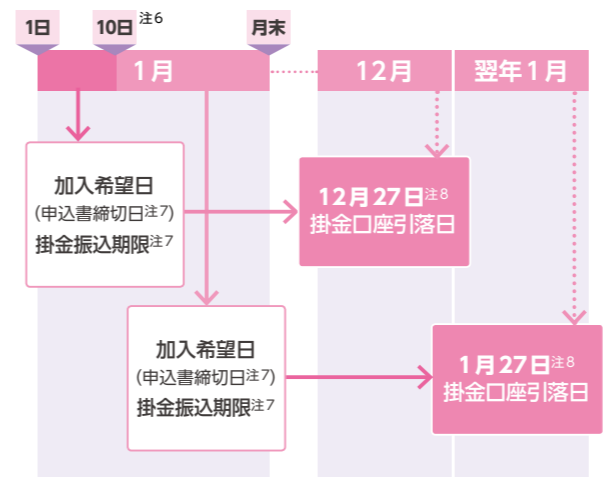 1日
10日 注6
月末
1月
12月
翌年1月
加入希望日
(申込書締切日注7)
掛金振込期限注7
12月27日注8
掛金口座引落日
加入希望日
(申込書締切日注7)
掛金振込期限注7
1月27日注8
掛金口座引落日